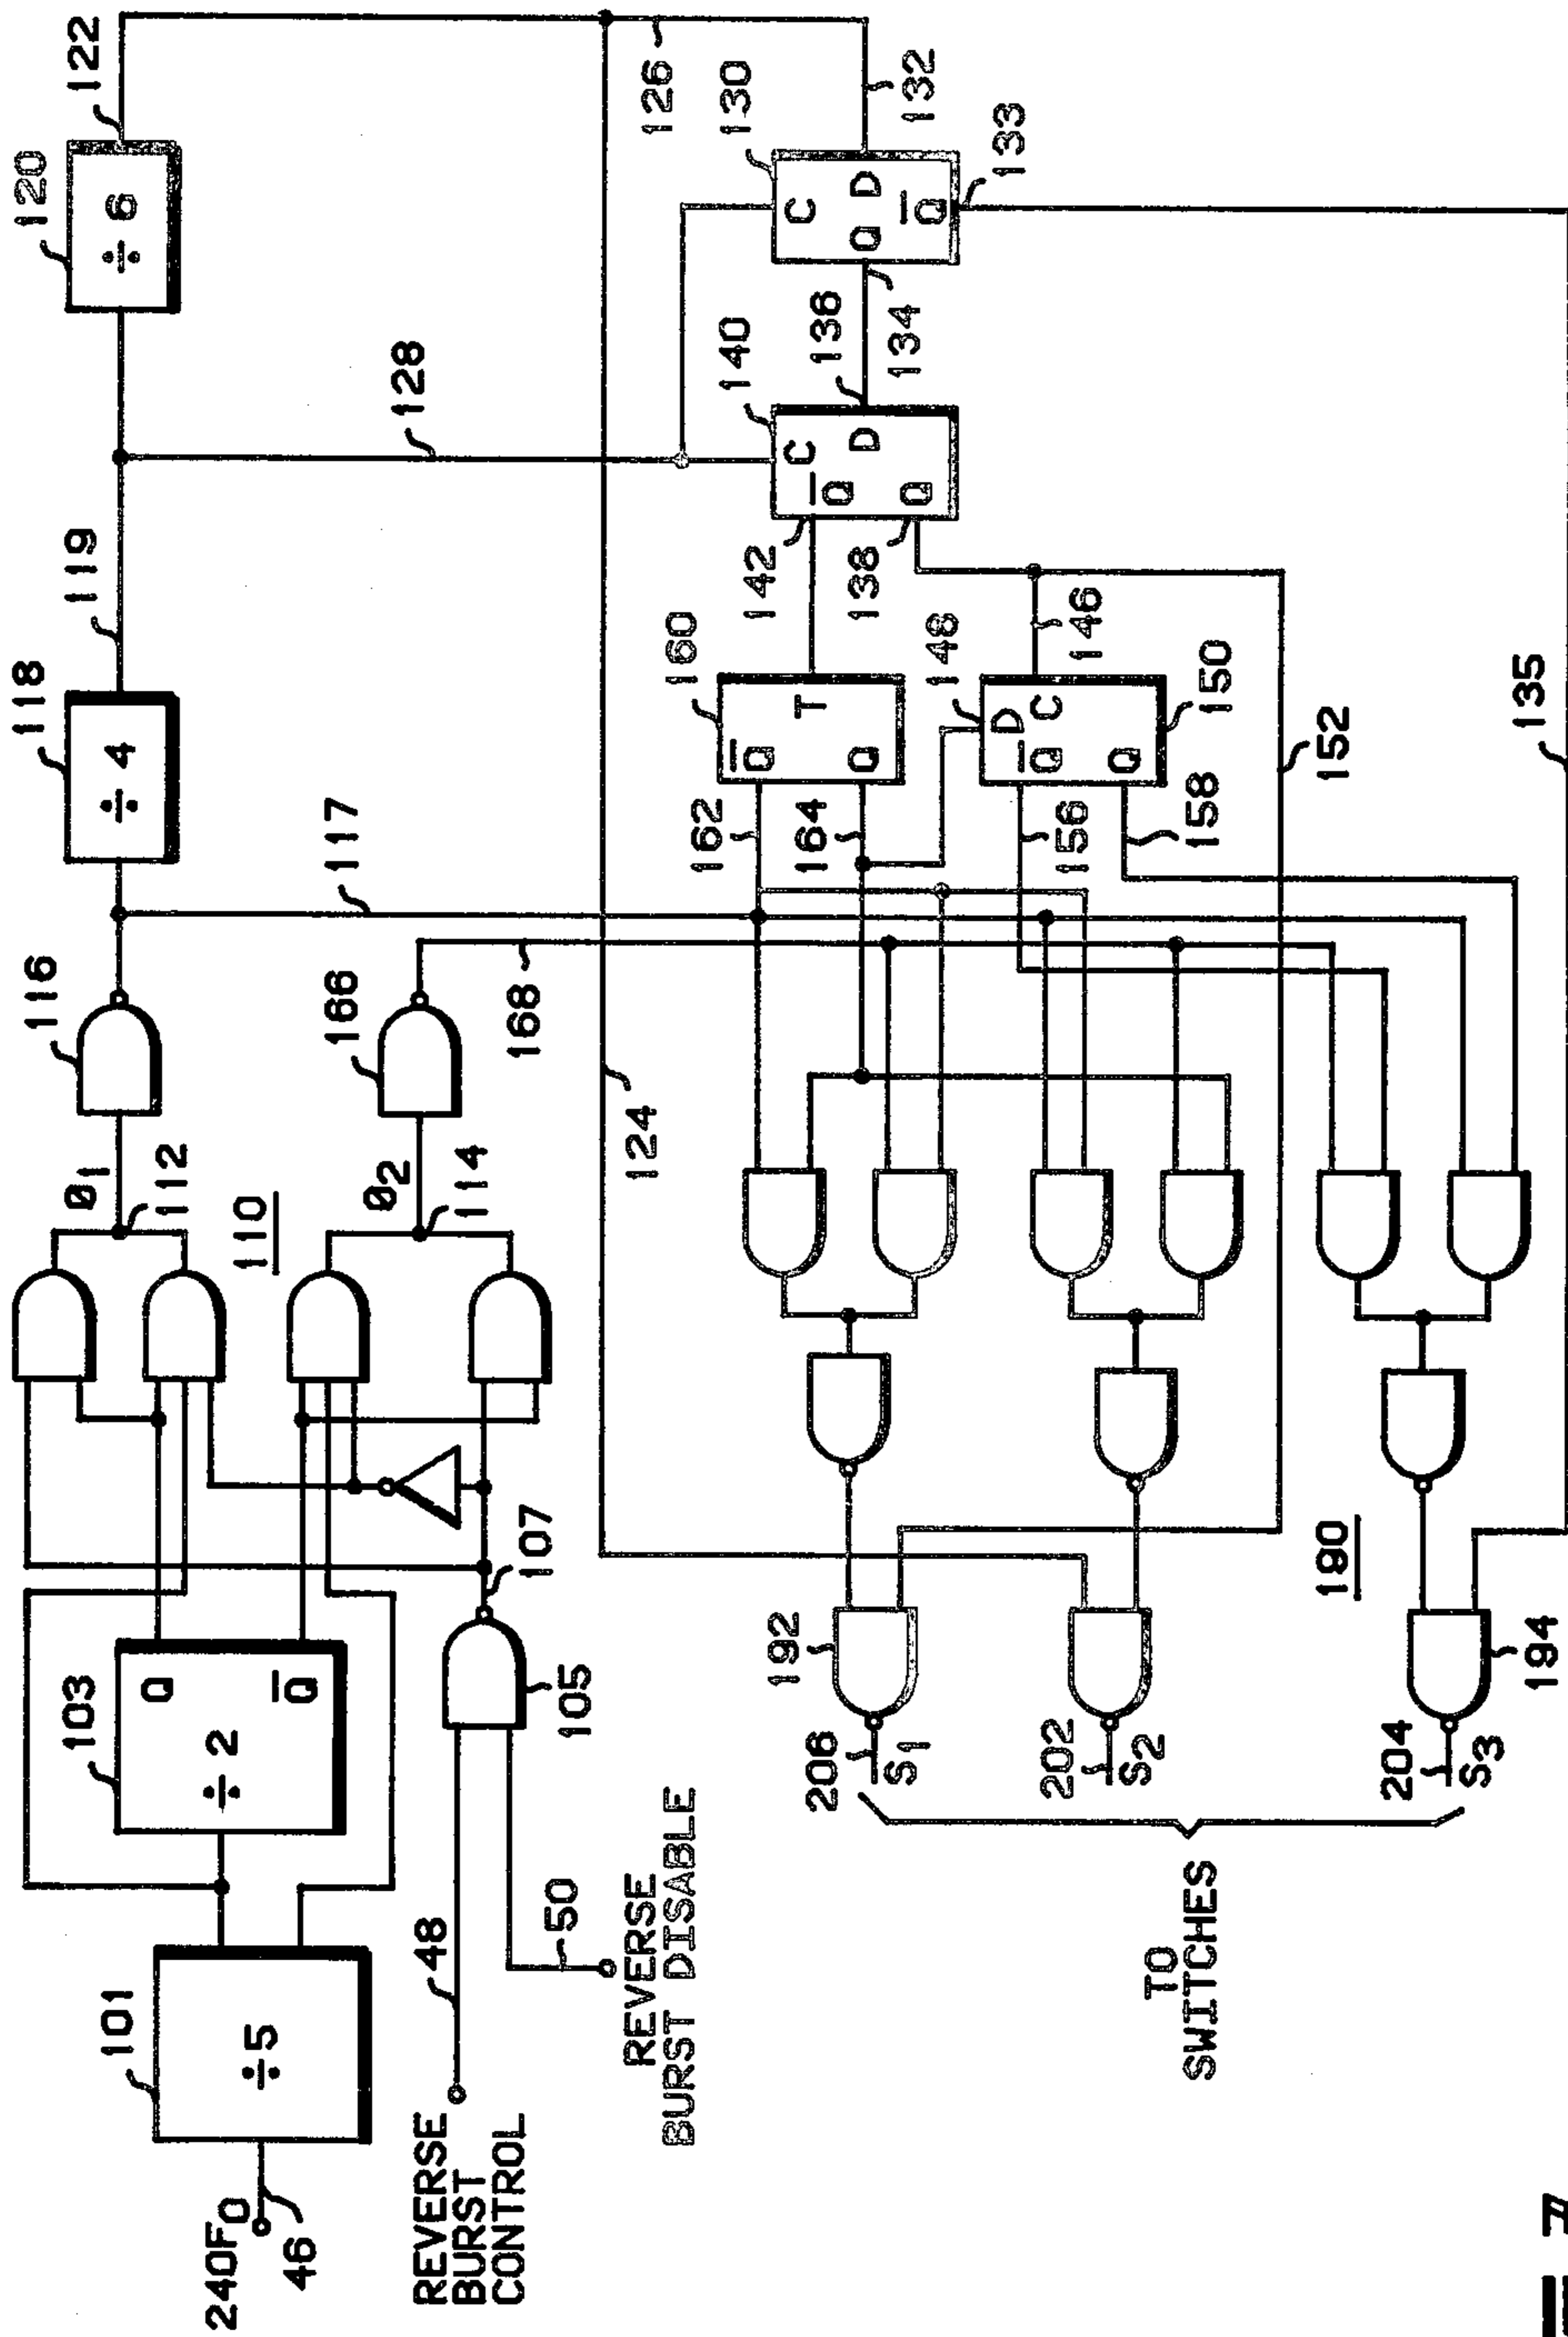 240F0
46
101
÷5
103
÷ 2
Q
Q̅
REVERSE
BURST
CONTROL
48
50
REVERSE
BURST DISABLE
105
107
110
Ø1
112
Ø2
114
116
166
168
117
118
÷ 4
119
120
÷ 6
122
128
124
126
130
C
D
Q
Q̅
132
133
134
136
140
C
D
Q̅
Q
142
138
160
T
Q̅
Q
162
164
148
146
150
D
C
Q̅
Q
156
158
152
135
190
192
194
206
S1
202
S2
204
S3
TO
SWITCHES